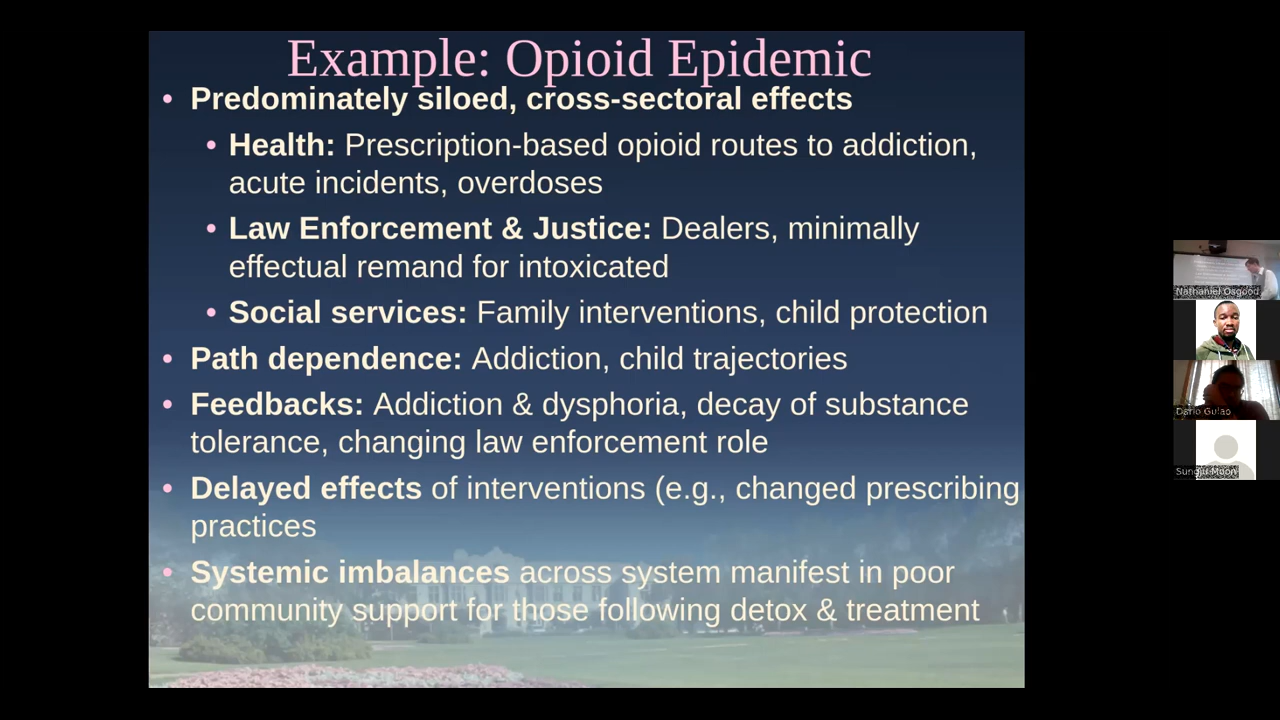 Example: Opioid Epidemic
• Predominately siloed, cross-sectoral effects
• Health: Prescription-based opioid routes to addiction,
acute incidents, overdoses
• Law Enforcement & Justice: Dealers, minimally
effectual remand for intoxicated
• Social services: Family interventions, child protection
• Path dependence: Addiction, child trajectories
• Feedbacks: Addiction & dysphoria, decay of substance
tolerance, changing law enforcement role
• Delayed effects of interventions (e.g., changed prescribing
practices
• Systemic imbalances across system manifest in poor
community support for those following detox & treatment
Nathaniel Osgood
Dario Gulao